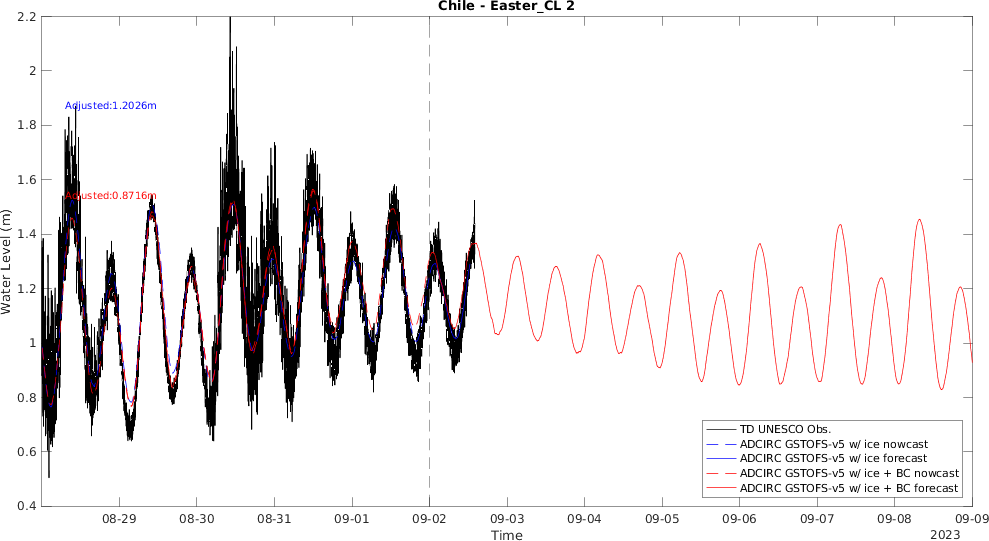 Chile - Easter_CL 2
2.2
2
1.8
1.6
1.4
1.2
1
0.8
0.6
0.4
Water Level (m)
Adjusted:1.2026m
Adjusted:0.8716m
TD UNESCO Obs.
ADCIRC GSTOFS-v5 w/ ice nowcast
ADCIRC GSTOFS-v5 w/ ice forecast
ADCIRC GSTOFS-v5 w/ ice + BC nowcast
ADCIRC GSTOFS-v5 w/ ice + BC forecast
08-29 08-30 08-31 09-01 09-02 09-03 09-04 09-05 09-06 09-07 09-08 09-09
Time
2023